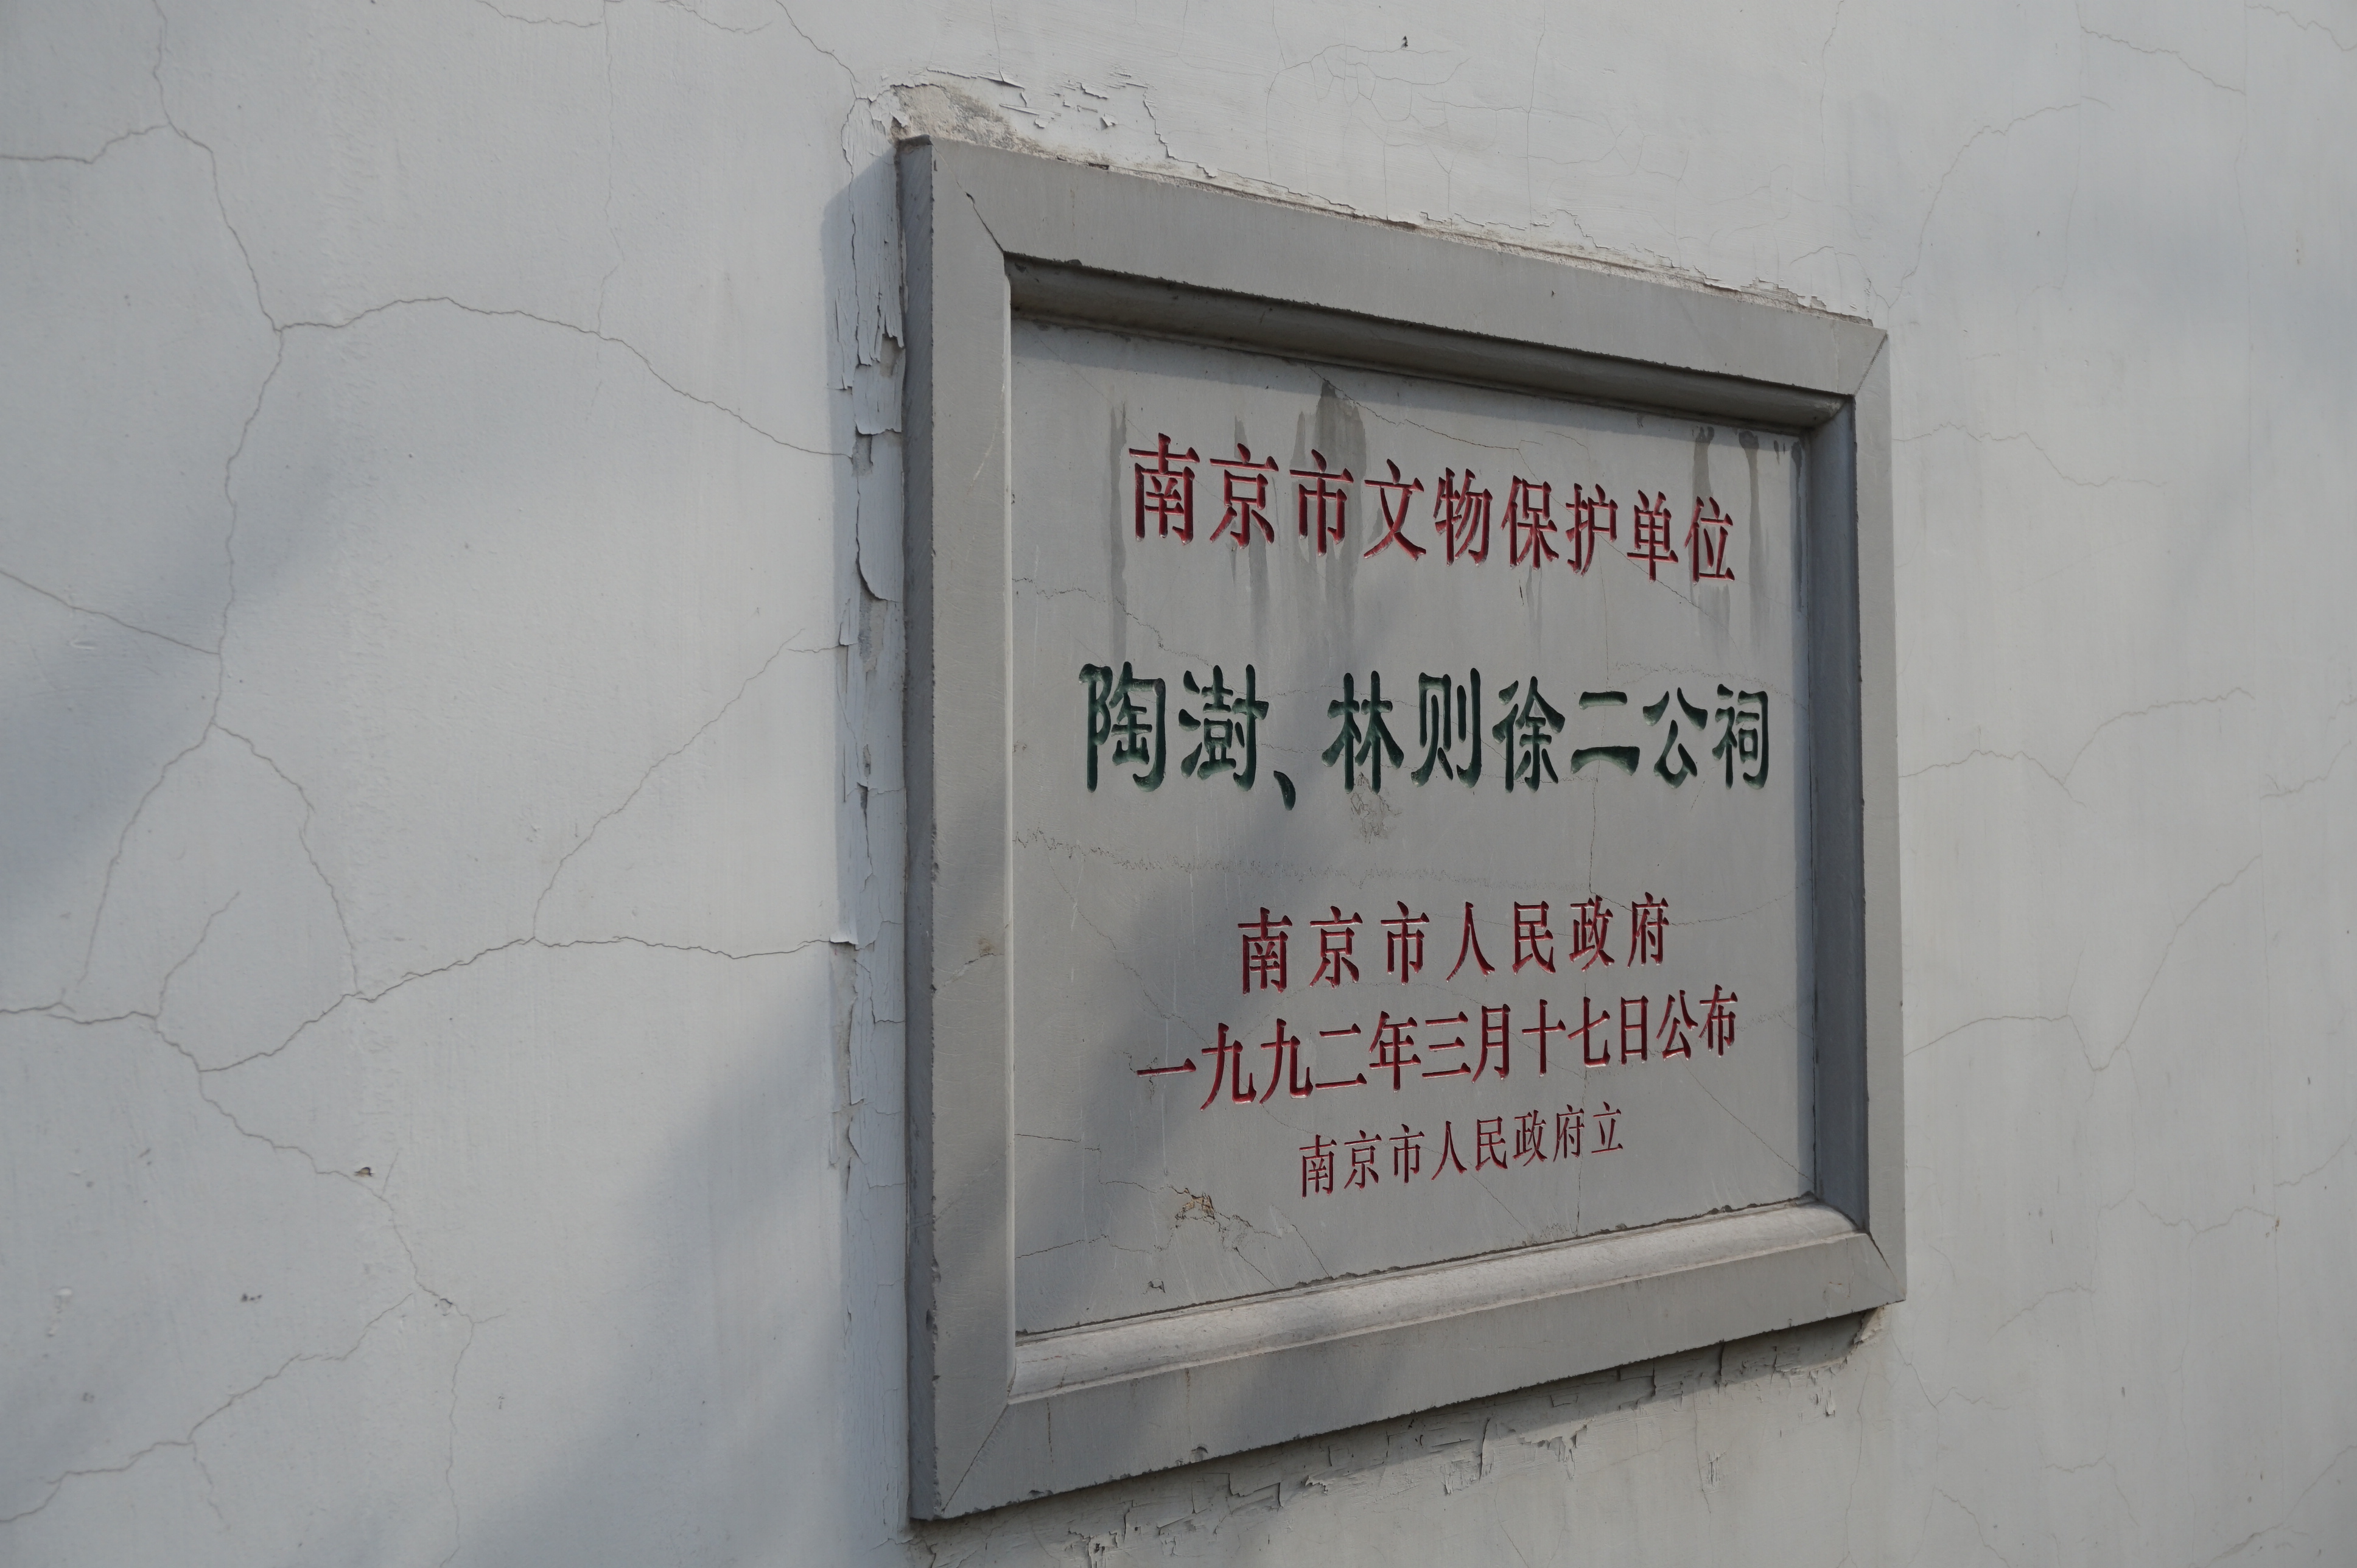 南京市文物保护单位
陶澍、林则徐二公祠
南京市人民政府
一九九二年三月十七日公布
南京市人民政府立